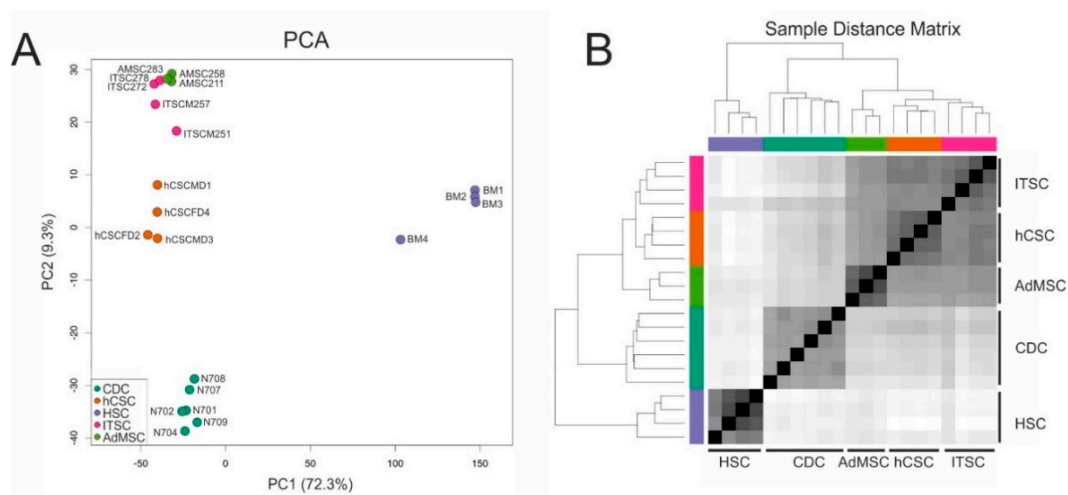 A
PCA
30
20
10
0
-10
-20
-30
-40
PC2 (9.3%)
AMSC283
ITSC278
ITSC272
AMSC258
AMSC211
ITSCM257
ITSCM251
hCSCMD1
hCSCFD4
hCSCFD2
hCSCMD3
BM1
BM2
BM3
BM4
N708
N707
N702
N701
N709
N704
CDC
hCSC
HSC
ITSC
AdMSC
-50
0
50
100
150
PC1 (72.3%)
B
Sample Distance Matrix
ITSC
hCSC
AdMSC
CDC
HSC
HSC
CDC
AdMSC
hCSC
ITSC